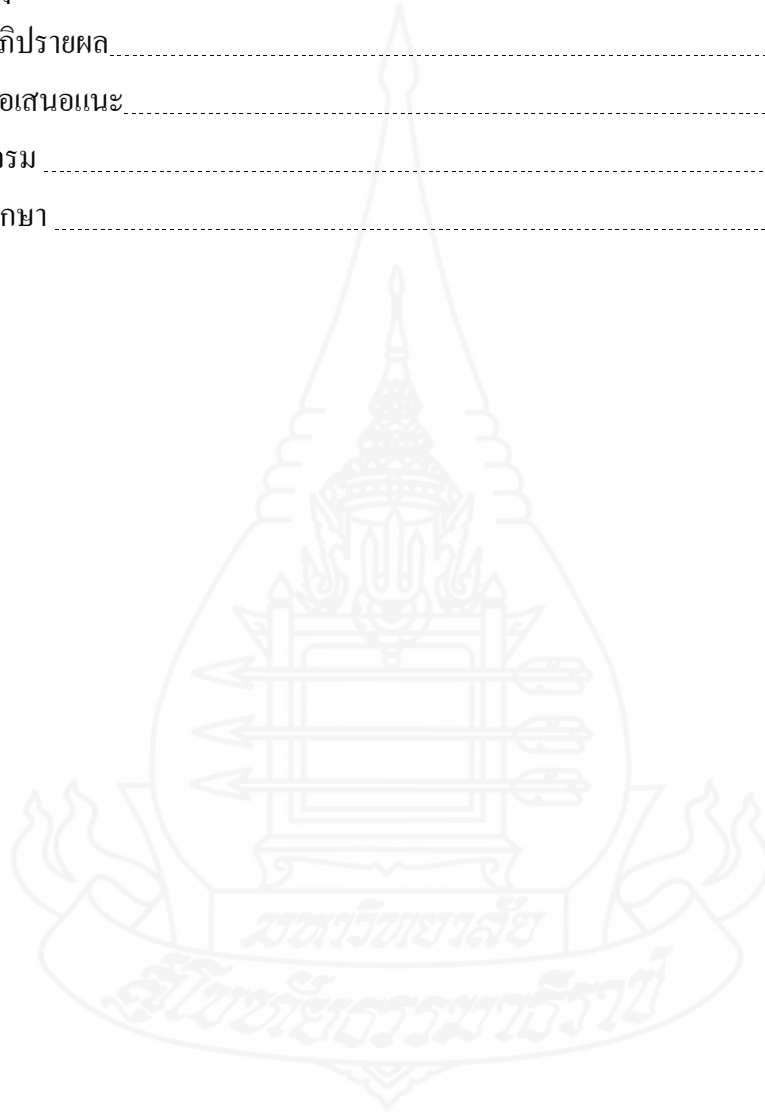 ภิปรายผล
อเสนอแนะ
รรม
กษา
มหาวิทยาลัย
สุโขทัยธรรมาธิราช